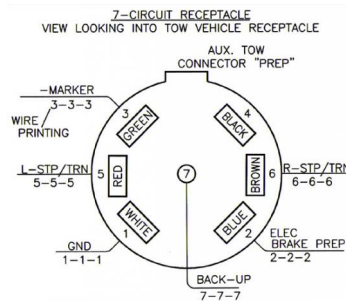 7-CIRCUIT RECEPTACLE
VIEW LOOKING INTO TOW VEHICLE RECEPTACLE
AUX. TOW
CONNECTOR "PREP"
-MARKER
3-3-3
WIRE
PRINTING
3
GREEN
4
BLACK
L-STP/TRN
5-5-5
5
RED
7
BROWN
6
R-STP/TRN
6-6-6
WHITE
1
BLUE
2
GND
1-1-1
ELEC
BRAKE PREP
2-2-2
BACK-UP
7-7-7